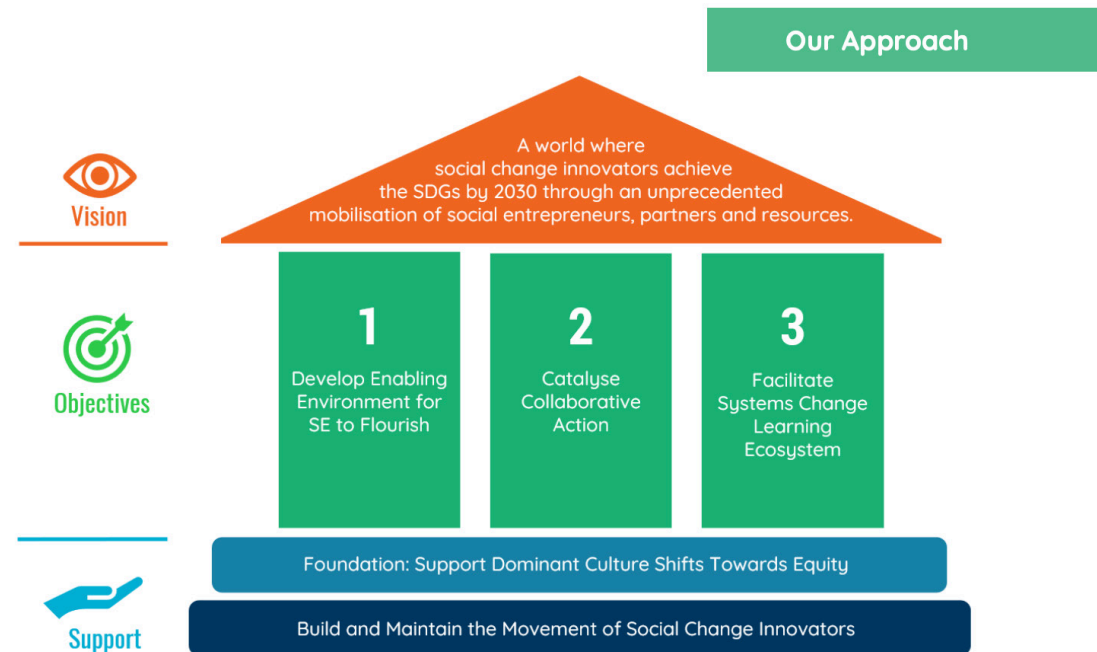 Our Approach
A world where
social change innovators achieve
the SDGs by 2030 through an unprecedented
mobilisation of social entrepreneurs, partners and resources.
Vision
1
Develop Enabling
Environment for
SE to Flourish
2
Catalyse
Collaborative
Action
3
Facilitate
Systems Change
Learning
Ecosystem
Objectives
Foundation: Support Dominant Culture Shifts Towards Equity
Build and Maintain the Movement of Social Change Innovators
Support